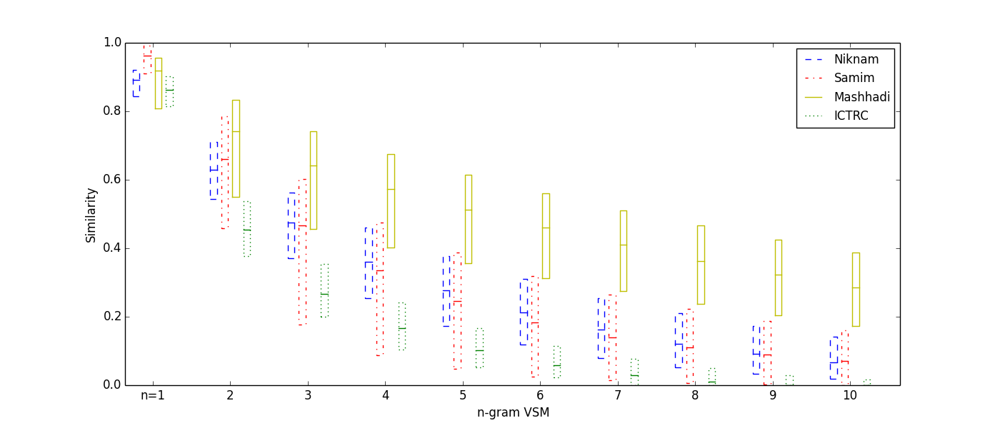 1.0
0.8
0.6
0.4
0.2
0.0
Similarity
Niknam
Samim
Mashhadi
ICTRC
n=1 2 3 4 5 6 7 8 9 10
n-gram VSM